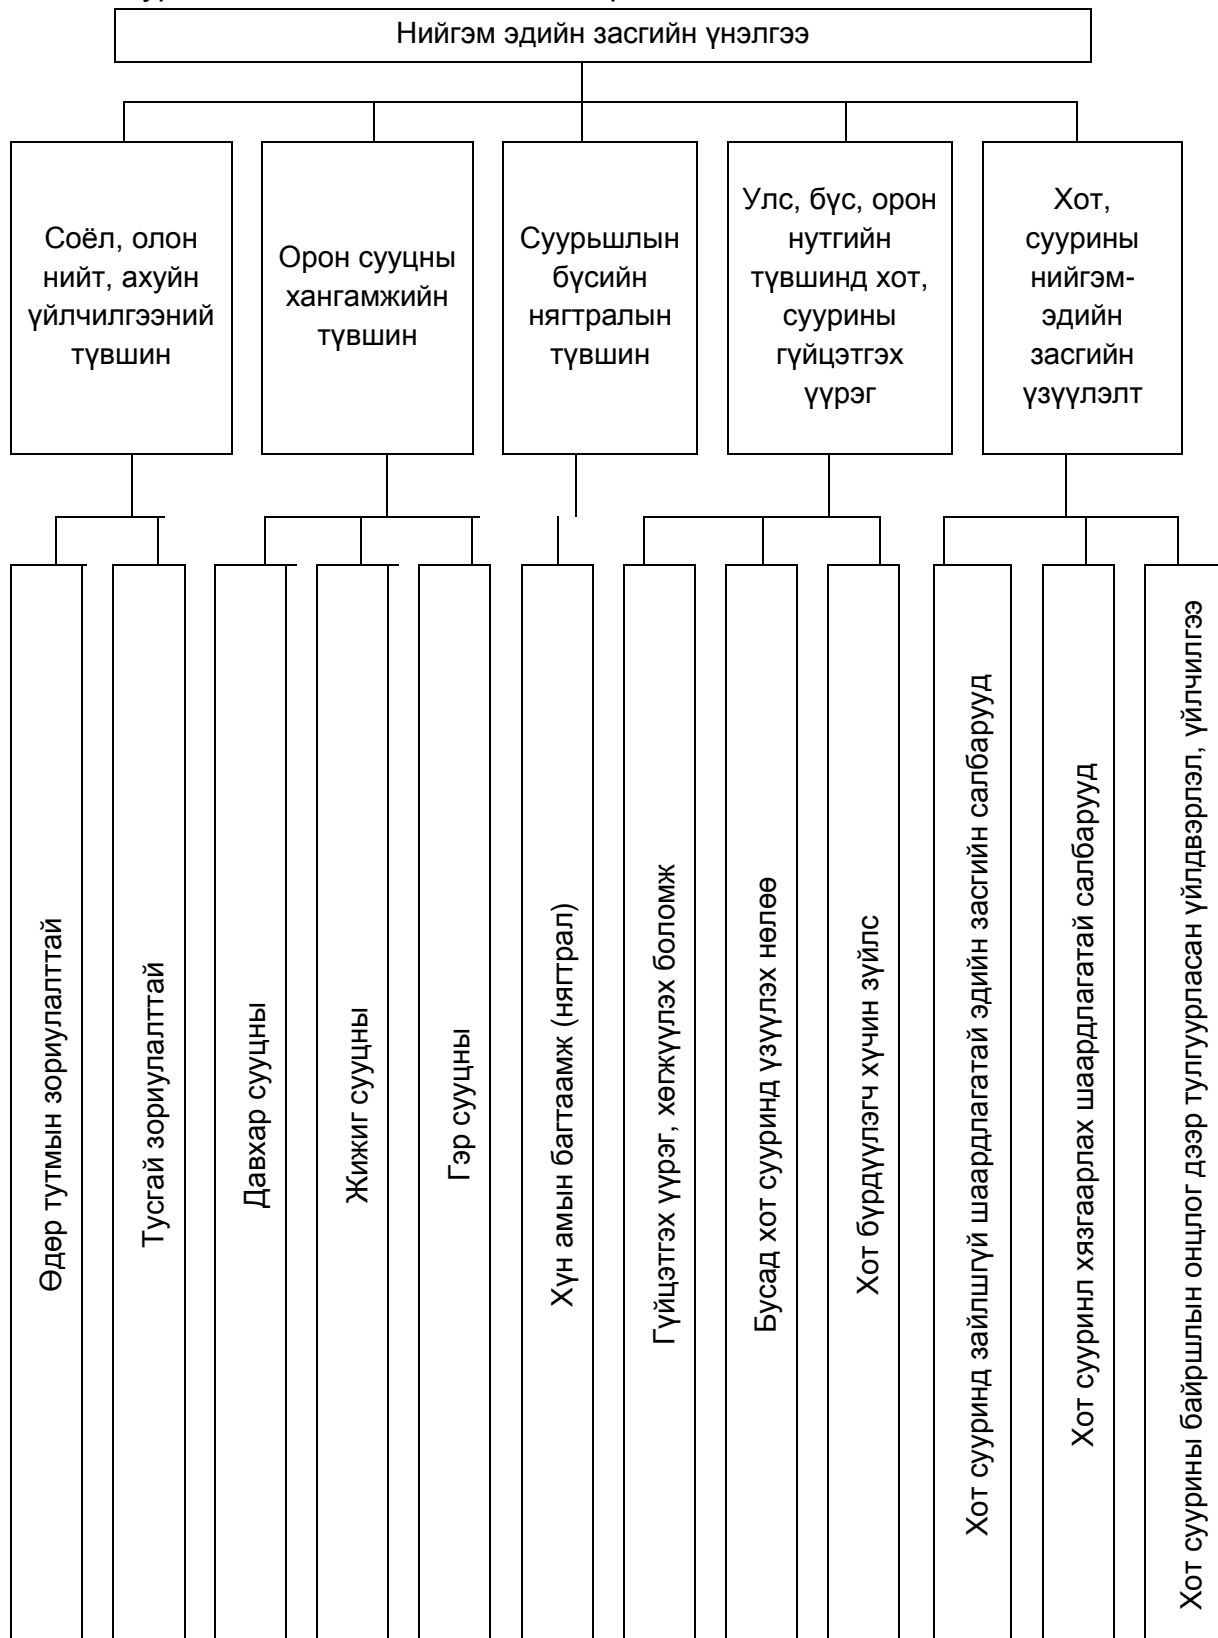 Нийгэм эдийн засгийн үнэлгээ
Соёл, олон
нийт, ахуйн
үйлчилгээний
түвшин
Орон сууцны
хангамжийн
түвшин
Суурьшлын
бүсийн
нягтралын
түвшин
Улс, бүс, орон
нутгийн
түвшинд хот,
суурины
гүйцэтгэх
үүрэг
Хот,
суурины
нийгэм-
эдийн
засгийн
үзүүлэлт
Өдөр тутмын зориулалттай
Тусгай зориулалттай
Давхар сууцны
Жижиг сууцны
Гэр сууцны
Хүн амын багтаамж (нягтрал)
Гүйцэтгэх үүрэг, хөгжүүлэх боломж
Бусад хот сууринд үзүүлэх нөлөө
Хот бүрдүүлэгч хүчин зүйлс
Хот сууринд зайлшгүй шаардлагатай эдийн засгийн салбарууд
Хот сууринл хязгаарлах шаардлагатай салбарууд
Хот суурины байршлын онцлог дээр тулгуурласан үйлдвэрлэл, үйлчилгээ